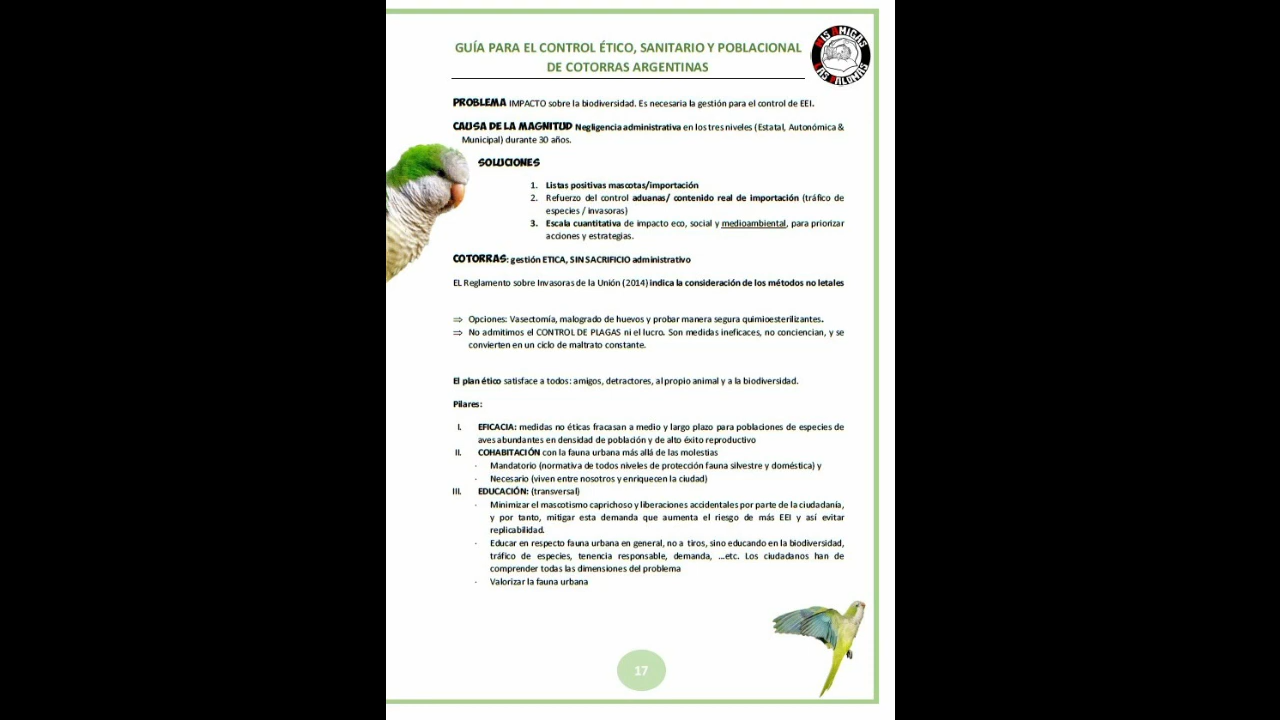 GUÍA PARA EL CONTROL ÉTICO, SANITARIO Y POBLACIONAL
DE COTORRAS ARGENTINAS
MIS AMIGAS
LAS PALOMAS
PROBLEMA IMPACTO sobre la biodiversidad. Es necesaria la gestión para el control de EEI.
CAUSA DE LA MAGNITUD Negligencia administrativa en los tres niveles (Estatal, Autonómica &
Municipal) durante 30 años.
SOLUCIONES
1. Listas positivas mascotas/importación
2. Refuerzo del control aduanas/ contenido real de importación (tráfico de
especies / invasoras)
3. Escala cuantitativa de impacto eco, social y medioambiental, para priorizar
acciones y estrategias.
COTORRAS: gestión ETICA, SIN SACRIFICIO administrativo
EL Reglamento sobre Invasoras de la Unión (2014) indica la consideración de los métodos no letales
⇒ Opciones: Vasectomía, malogrado de huevos y probar manera segura quimioesterilizantes.
⇒ No admitimos el CONTROL DE PLAGAS ni el lucro. Son medidas ineficaces, no conciencian, y se
convierten en un ciclo de maltrato constante.
El plan ético satisface a todos: amigos, detractores, al propio animal y a la biodiversidad.
Pilares:
I. EFICACIA: medidas no éticas fracasan a medio y largo plazo para poblaciones de especies de
aves abundantes en densidad de población y de alto éxito reproductivo
II. COHABITACIÓN con la fauna urbana más allá de las molestias
- Mandatorio (normativa de todos niveles de protección fauna silvestre y doméstica) y
- Necesario (viven entre nosotros y enriquecen la ciudad)
III. EDUCACIÓN: (transversal)
- Minimizar el mascotismo caprichoso y liberaciones accidentales por parte de la ciudadanía,
y por tanto, mitigar esta demanda que aumenta el riesgo de más EEI y así evitar
replicabilidad.
- Educar en respecto fauna urbana en general, no a tiros, sino educando en la biodiversidad,
tráfico de especies, tenencia responsable, demanda, ...etc. Los ciudadanos han de
comprender todas las dimensiones del problema
- Valorizar la fauna urbana
17